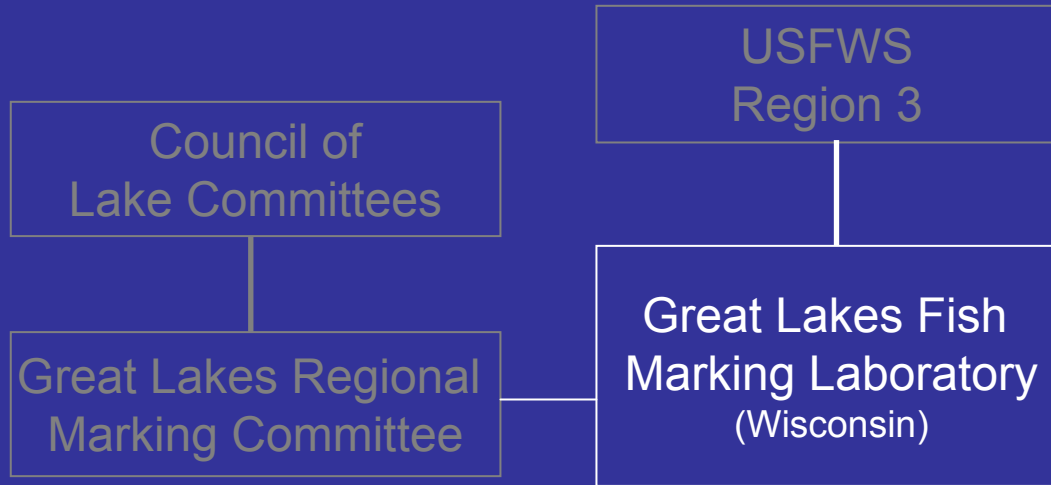 USFWS
Region 3
Council of
Lake Committees
Great Lakes Regional
Marking Committee
Great Lakes Fish
Marking Laboratory
(Wisconsin)